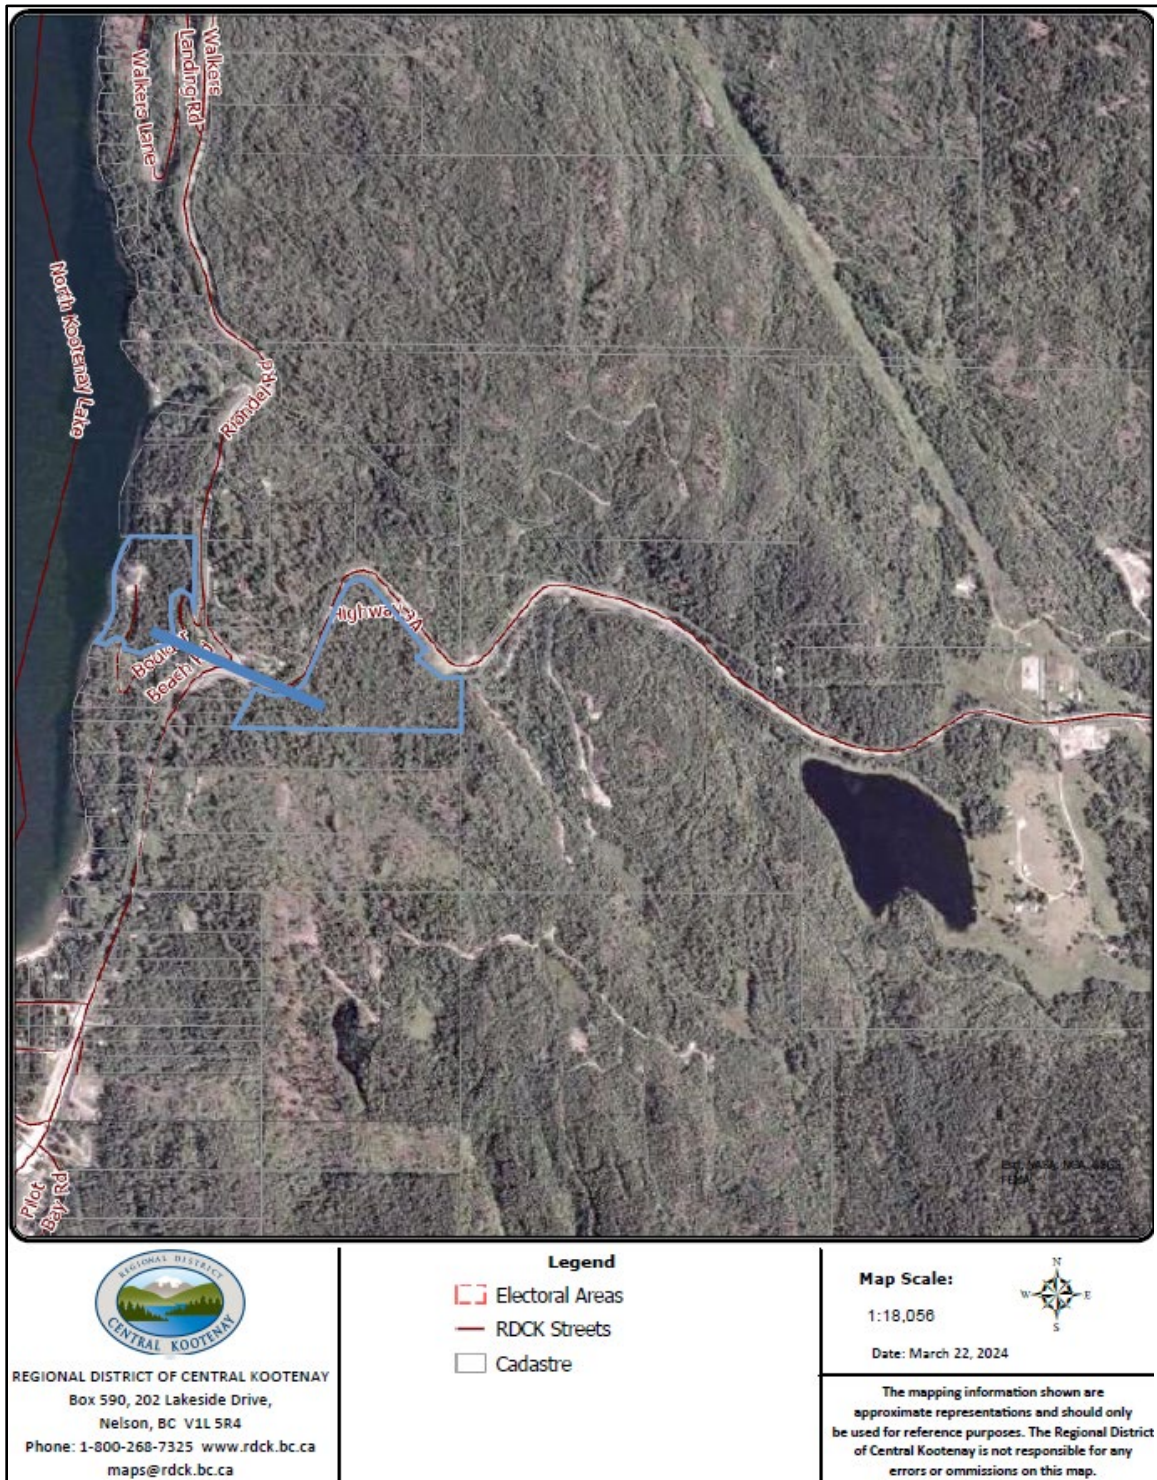 Walkers
Landing Rd
Walkers Lane
North Kootenay Lake
Riondel Rd
Highway 3A
Beach Rd
Pilot
Bay Rd
REGIONAL DISTRICT
CENTRAL KOOTENAY
REGIONAL DISTRICT OF CENTRAL KOOTENAY
Box 590, 202 Lakeside Drive,
Nelson, BC V1L 5R4
Phone: 1-800-268-7325 www.rdck.bc.ca
maps@rdck.bc.ca
Legend
Electoral Areas
RDCK Streets
Cadastre
Map Scale:
1:18,056
N
W
E
S
Date: March 22, 2024
The mapping information shown are
approximate representations and should only
be used for reference purposes. The Regional District
of Central Kootenay is not responsible for any
errors or ommissions on this map.